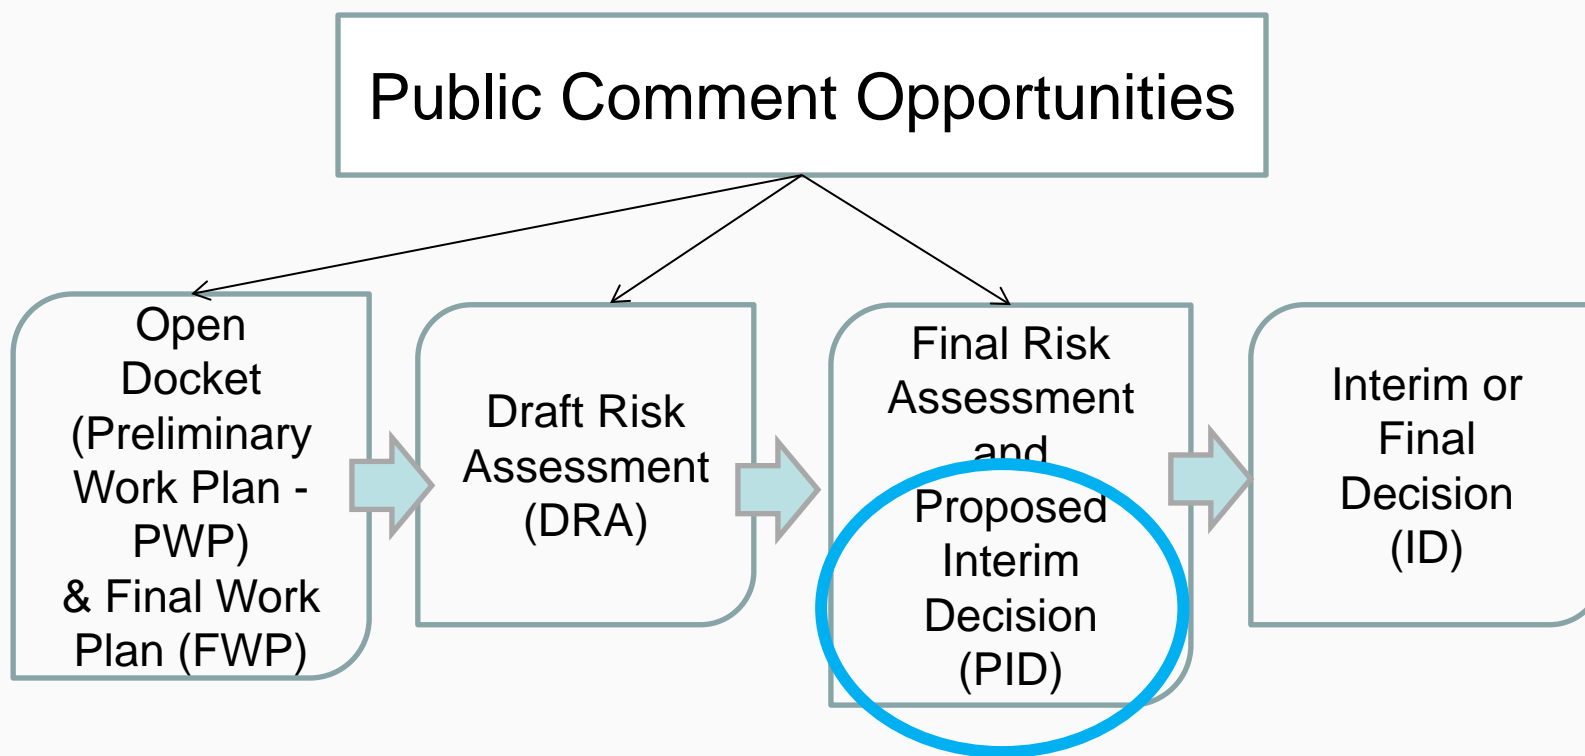 Public Comment Opportunities
Open
Docket
(Preliminary
Work Plan -
PWP)
& Final Work
Plan (FWP)
Draft Risk
Assessment
(DRA)
Final Risk
Assessment
and
Proposed
Interim
Decision
(PID)
Interim or
Final
Decision
(ID)